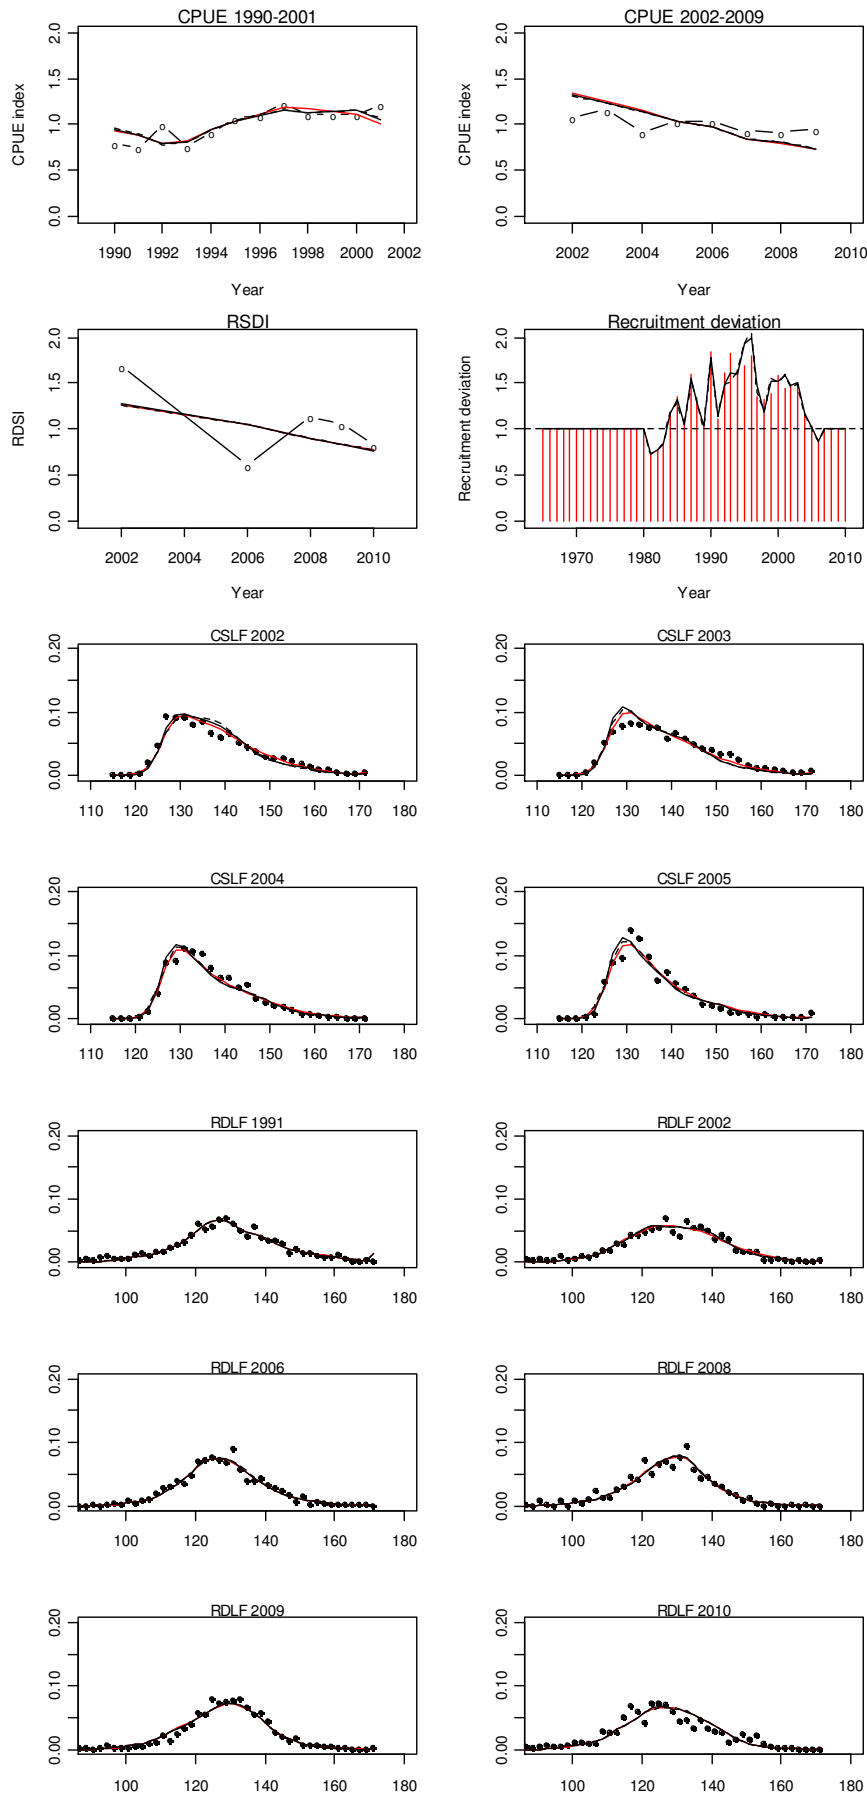 CPUE 1990-2001
CPUE index
0.0 0.5 1.0 1.5 2.0
1990 1992 1994 1996 1998 2000 2002
Year
CPUE 2002-2009
CPUE index
0.0 0.5 1.0 1.5 2.0
2002 2004 2006 2008 2010
Year
RSDI
RDSI
0.0 0.5 1.0 1.5 2.0
2002 2004 2006 2008 2010
Year
Recruitment deviation
Recruitment deviation
0.0 0.5 1.0 1.5 2.0
1970 1980 1990 2000 2010
Year
CSLF 2002
0.00 0.10 0.20
110 120 130 140 150 160 170 180
CSLF 2003
0.00 0.10 0.20
110 120 130 140 150 160 170 180
CSLF 2004
0.00 0.10 0.20
110 120 130 140 150 160 170 180
CSLF 2005
0.00 0.10 0.20
110 120 130 140 150 160 170 180
RDLF 1991
0.00 0.10 0.20
100 120 140 160 180
RDLF 2002
0.00 0.10 0.20
100 120 140 160 180
RDLF 2006
0.00 0.10 0.20
100 120 140 160 180
RDLF 2008
0.00 0.10 0.20
100 120 140 160 180
RDLF 2009
0.00 0.10 0.20
100 120 140 160 180
RDLF 2010
0.00 0.10 0.20
100 120 140 160 180